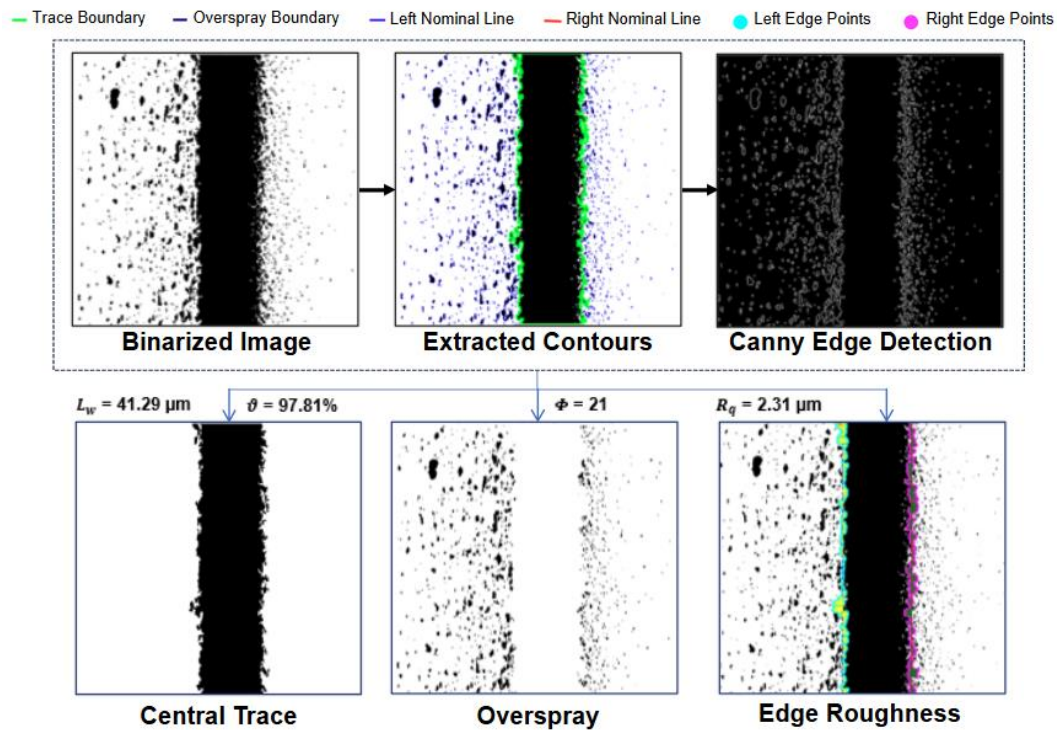 Trace Boundary Overspray Boundary Left Nominal Line Right Nominal Line Left Edge Points Right Edge Points
Binarized Image Extracted Contours Canny Edge Detection
L_w = 41.29 μm ϑ = 97.81% Φ = 21 R_q = 2.31 μm
Central Trace Overspray Edge Roughness